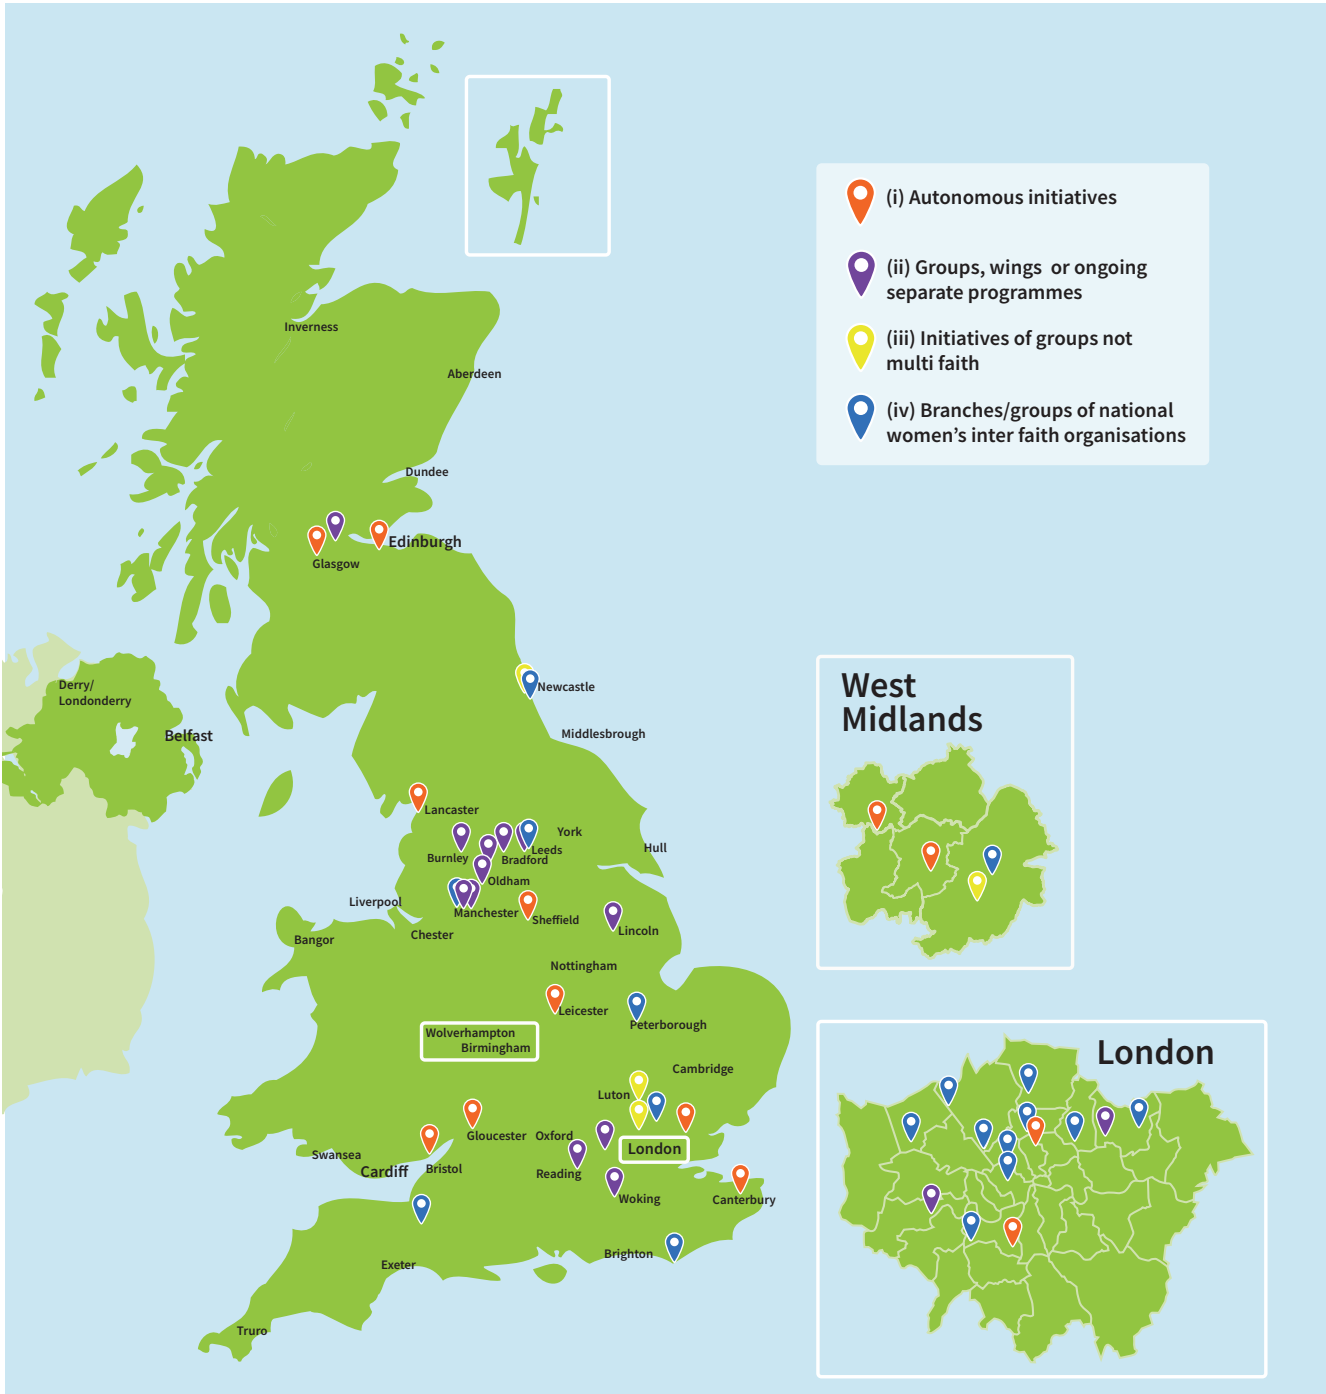 (i) Autonomous initiatives
(ii) Groups, wings or ongoing
separate programmes
(iii) Initiatives of groups not
multi faith
(iv) Branches/groups of national
women’s inter faith organisations
Inverness
Aberdeen
Dundee
Edinburgh
Glasgow
Derry/
Londonderry
Belfast
Newcastle
Middlesbrough
Lancaster
York
Leeds
Burnley
Bradford
Hull
Oldham
Liverpool
Manchester
Sheffield
Chester
Lincoln
Bangor
Nottingham
Leicester
Peterborough
Wolverhampton
Birmingham
Cambridge
Luton
Gloucester
Oxford
London
Swansea
Cardiff
Bristol
Reading
Woking
Canterbury
Brighton
Exeter
Truro
West
Midlands
London